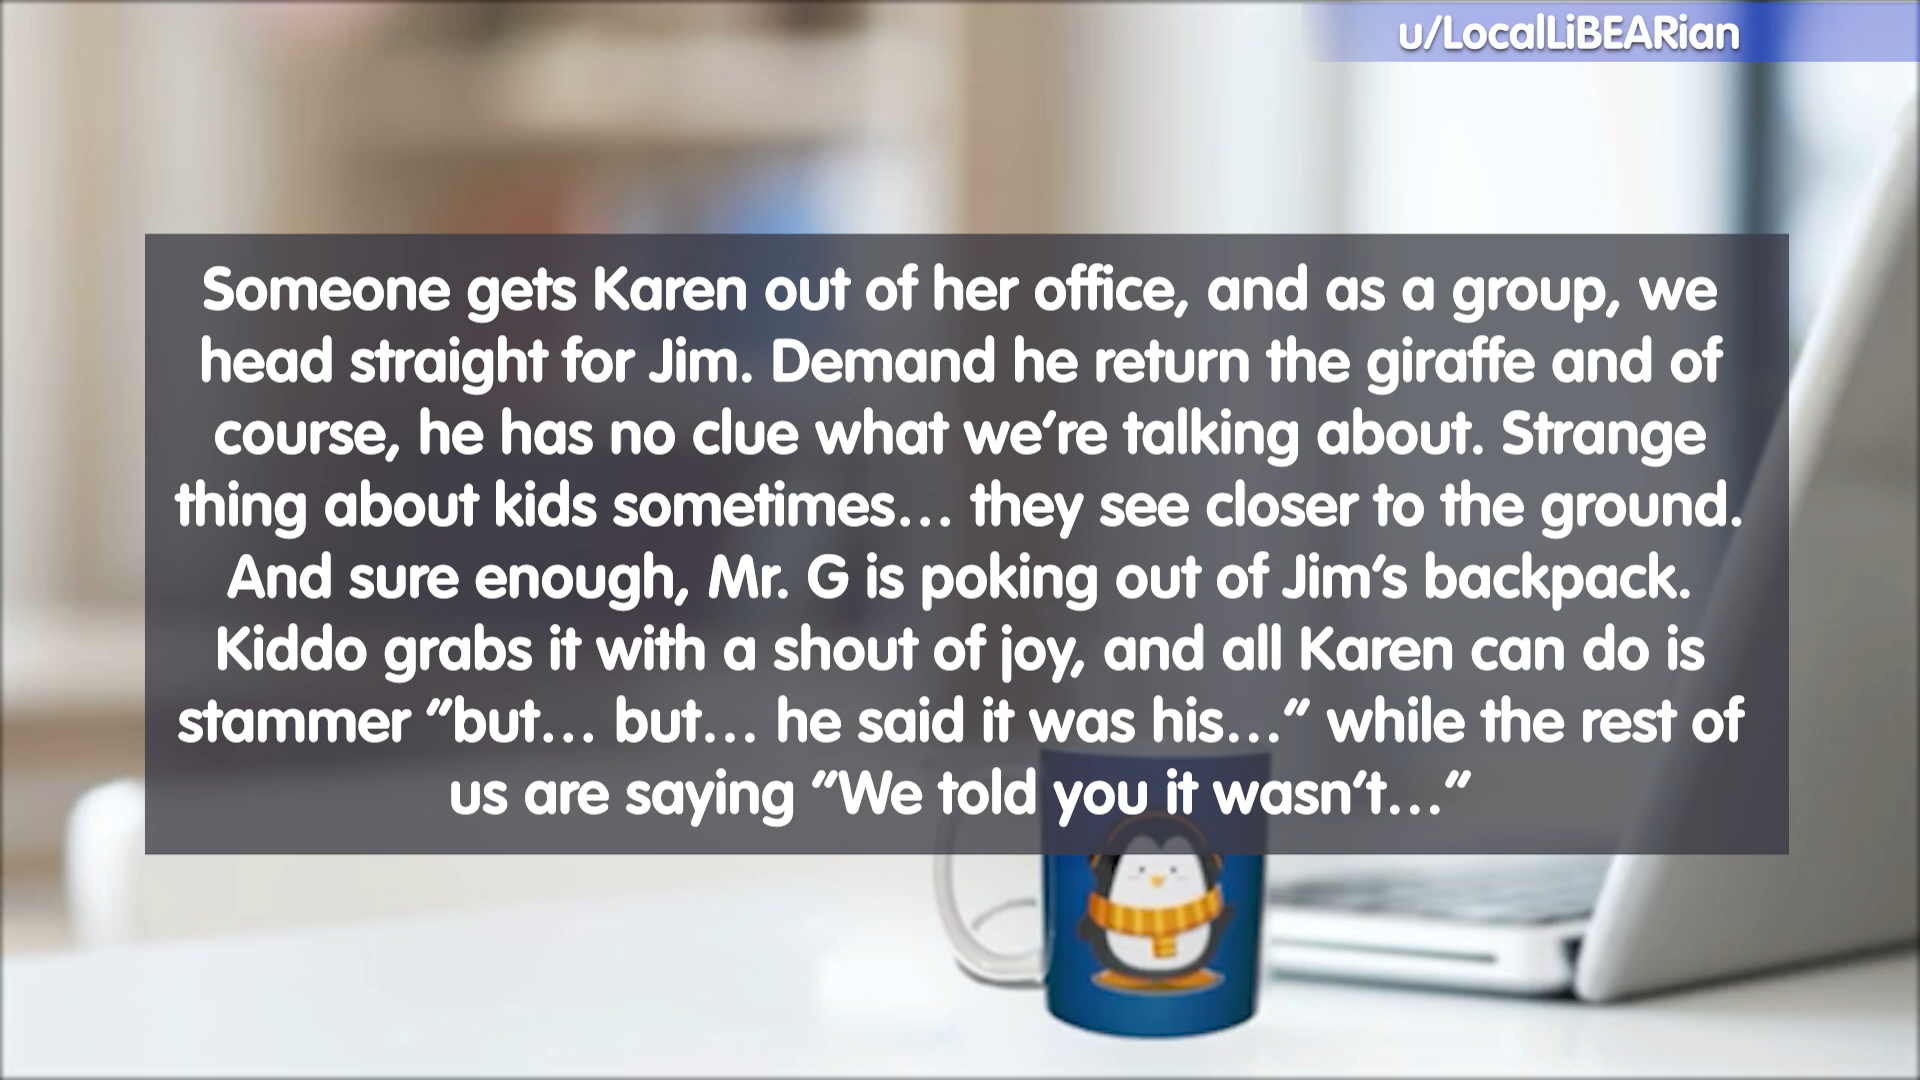 u/LocalLiBEARian
Someone gets Karen out of her office, and as a group, we
head straight for Jim. Demand he return the giraffe and of
course, he has no clue what we’re talking about. Strange
thing about kids sometimes… they see closer to the ground.
And sure enough, Mr. G is poking out of Jim’s backpack.
Kiddo grabs it with a shout of joy, and all Karen can do is
stammer “but… but… he said it was his…” while the rest of
us are saying “We told you it wasn’t…”